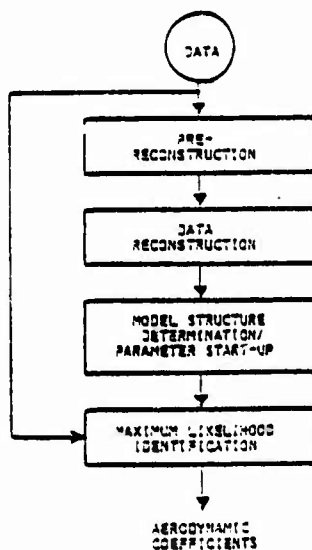 DATA
PRE-
RECONSTRUCTION
DATA
RECONSTRUCTION
MODEL STRUCTURE
DETERMINATION/
PARAMETER START-UP
MAXIMUM LIKELIHOOD
IDENTIFICATION
AERODYNAMIC
COEFFICIENTS